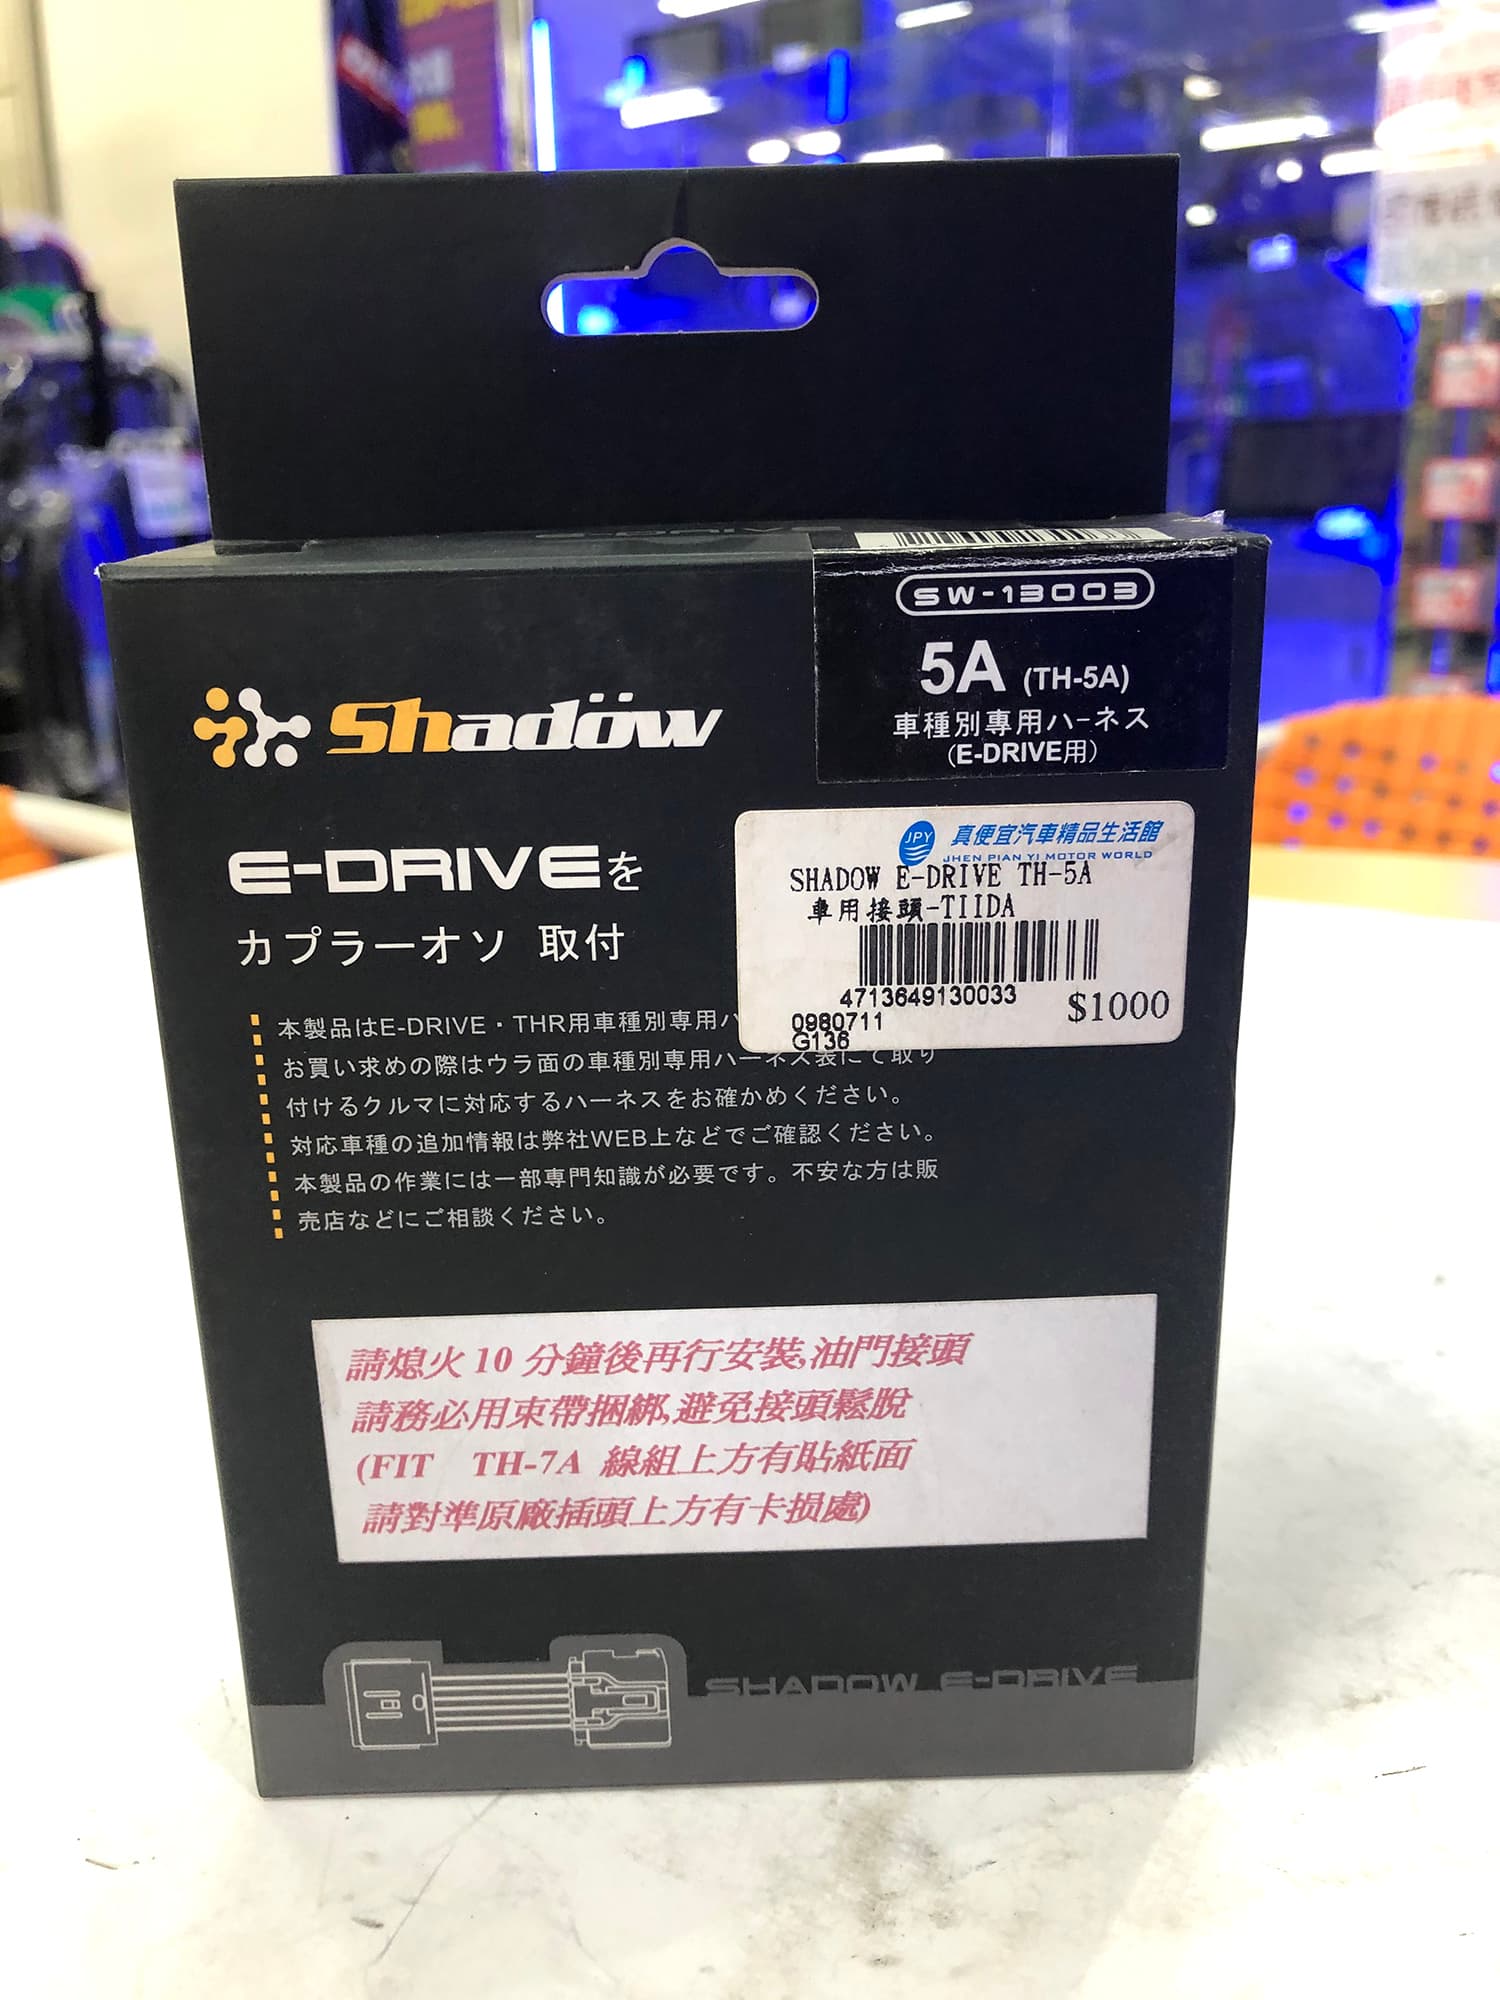 SW-13003
5A (TH-5A)
車種別専用ハ-ネス
(E-DRIVE用)
Shadöw
E-DRIVEを
カプラーオソ 取付
JPY 真便宜汽車精品生活館
JHEN PIAN YI MOTOR WORLD
SHADOW E-DRIVE TH-5A
車用接頭-TIIDA
4713649130033
$1000
0980711
G136
本製品はE-DRIVE・THR用車種別専用ハ
お買い求めの際はウラ面の車種別専用ハーネス表にて取り
付けるクルマに対応するハーネスをお確かめください。
対応車種の追加情報は弊社WEB上などでご確認ください。
本製品の作業には一部専門知識が必要です。不安な方は販
売店などにご相談ください。
請熄火 10 分鐘後再行安裝,油門接頭
請務必用束帶捆綁,避免接頭鬆脫
(FIT TH-7A 線組上方有貼紙面
請對準原廠插頭上方有卡損處)
SHADOW E-DRIVE